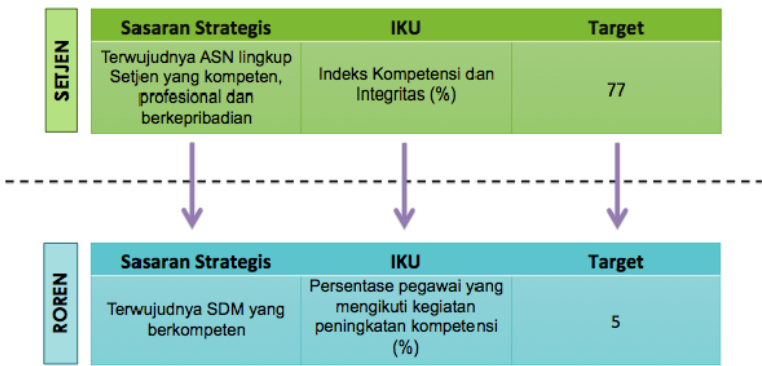 SETJEN
Sasaran Strategis IKU Target
Terwujudnya ASN lingkup
Setjen yang kompeten,
profesional dan
berkepribadian
Indeks Kompetensi dan
Integritas (%)
77
ROREN
Sasaran Strategis IKU Target
Terwujudnya SDM yang
berkompeten
Persentase pegawai yang
mengikuti kegiatan
peningkatan kompetensi
(%)
5